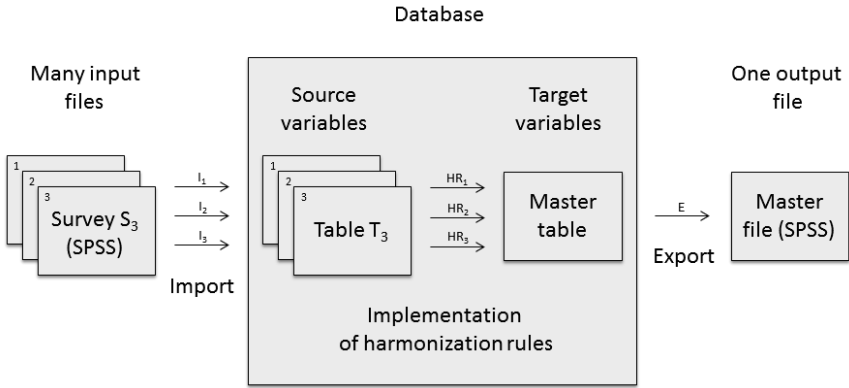 Database
Many input
files
Source
variables
Target
variables
One output
file
1
2
3
Survey S₃
(SPSS)
I₁
I₂
I₃
Import
1
2
3
Table T₃
HR₁
HR₂
HR₃
Master
table
E
Export
Master
file (SPSS)
Implementation
of harmonization rules